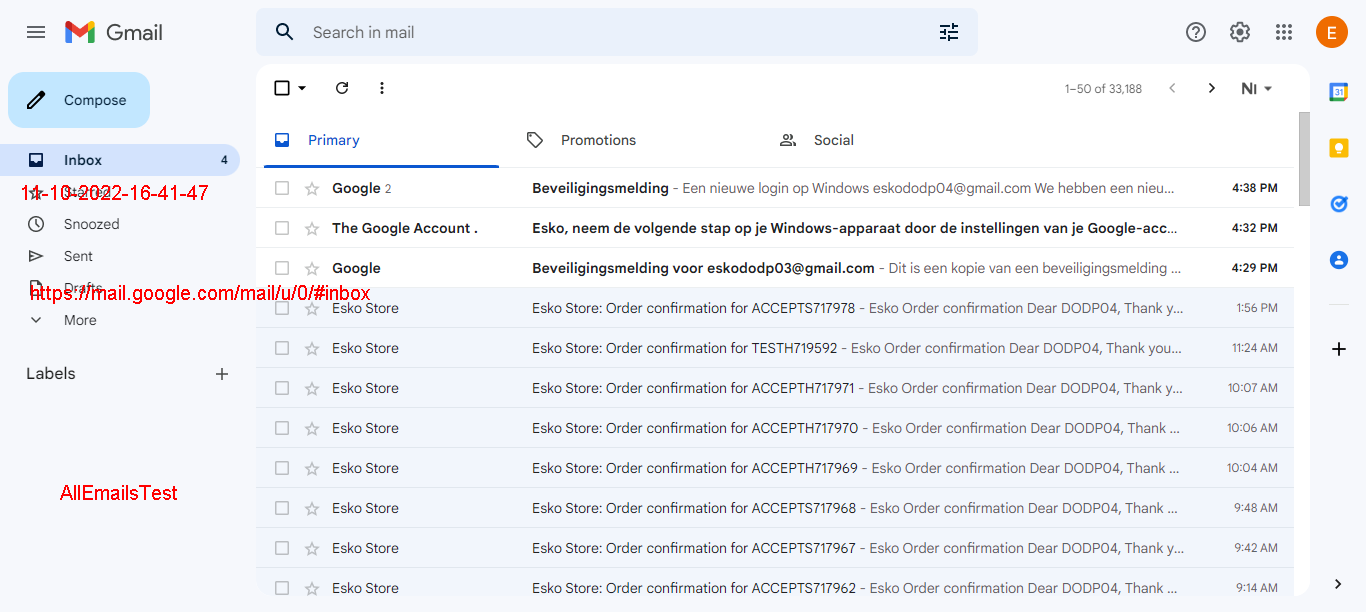 Gmail
Search in mail
E
Compose
1–50 of 33,188
Nl
31
Primary
Promotions
Social
Inbox 4
Starred
11-10-2022-16-41-47
Snoozed
Sent
Drafts
https://mail.google.com/mail/u/0/#inbox
More
Labels
AllEmailsTest
Google 2 Beveiligingsmelding - Een nieuwe login op Windows eskododp04@gmail.com We hebben een nieu... 4:38 PM
The Google Account . Esko, neem de volgende stap op je Windows-apparaat door de instellingen van je Google-acc... 4:32 PM
Google Beveiligingsmelding voor eskododp03@gmail.com - Dit is een kopie van een beveiligingsmelding ... 4:29 PM
Esko Store Esko Store: Order confirmation for ACCEPTS717978 - Esko Order confirmation Dear DODP04, Thank y... 1:56 PM
Esko Store Esko Store: Order confirmation for TESTH719592 - Esko Order confirmation Dear DODP04, Thank you... 11:24 AM
Esko Store Esko Store: Order confirmation for ACCEPTH717971 - Esko Order confirmation Dear DODP04, Thank y... 10:07 AM
Esko Store Esko Store: Order confirmation for ACCEPTH717970 - Esko Order confirmation Dear DODP04, Thank ... 10:06 AM
Esko Store Esko Store: Order confirmation for ACCEPTH717969 - Esko Order confirmation Dear DODP04, Thank ... 10:04 AM
Esko Store Esko Store: Order confirmation for ACCEPTS717968 - Esko Order confirmation Dear DODP04, Thank ... 9:48 AM
Esko Store Esko Store: Order confirmation for ACCEPTS717967 - Esko Order confirmation Dear DODP04, Thank y... 9:42 AM
Esko Store Esko Store: Order confirmation for ACCEPTS717962 - Esko Order confirmation Dear DODP04, Thank ... 9:14 AM